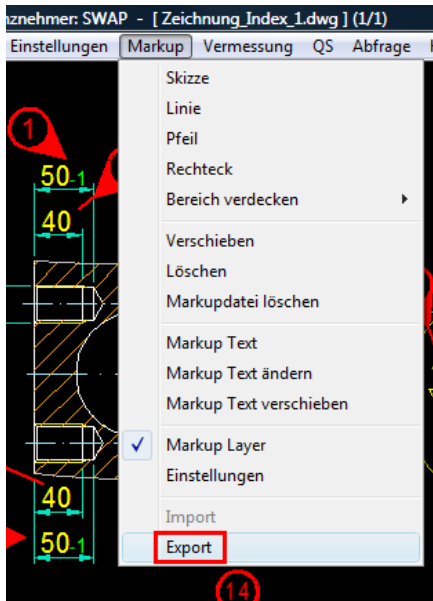 nznehmer: SWAP - [ Zeichnung_Index_1.dwg ] (1/1)
Einstellungen Markup Vermessung QS Abfrage
Skizze
Linie
Pfeil
Rechteck
Bereich verdecken
Verschieben
Löschen
Markupdatei löschen
Markup Text
Markup Text ändern
Markup Text verschieben
Markup Layer
Einstellungen
Import
Export
1
50-1
40
40
50-1
14